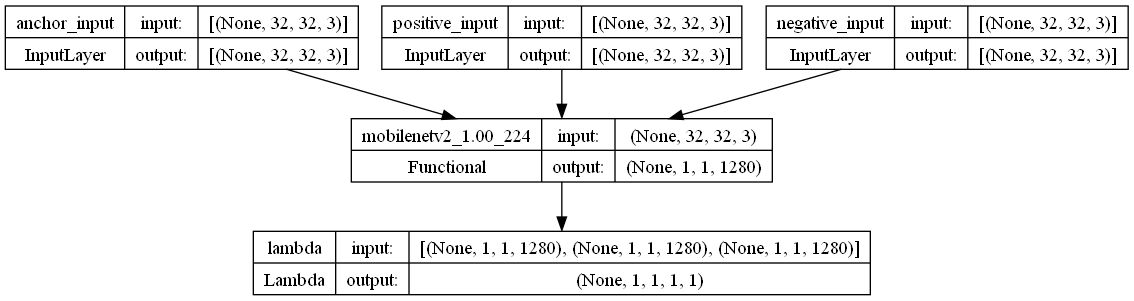 anchor_input input: [(None, 32, 32, 3)]
InputLayer output: [(None, 32, 32, 3)]
positive_input input: [(None, 32, 32, 3)]
InputLayer output: [(None, 32, 32, 3)]
negative_input input: [(None, 32, 32, 3)]
InputLayer output: [(None, 32, 32, 3)]
mobilenetv2_1.00_224 input: (None, 32, 32, 3)
Functional output: (None, 1, 1, 1280)
lambda input: [(None, 1, 1, 1280), (None, 1, 1, 1280), (None, 1, 1, 1280)]
Lambda output: (None, 1, 1, 1, 1)